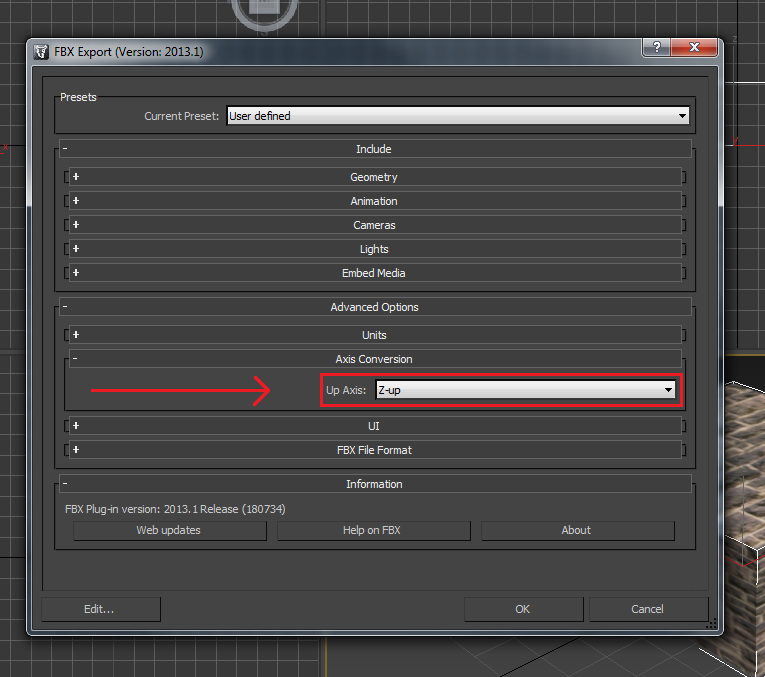 FBX Export (Version: 2013.1)
Presets
Current Preset: User defined
- Include
+ Geometry
+ Animation
+ Cameras
+ Lights
+ Embed Media
- Advanced Options
+ Units
- Axis Conversion
Up Axis: Z-up
+ UI
+ FBX File Format
- Information
FBX Plug-in version: 2013.1 Release (180734)
Web updates Help on FBX About
Edit... OK Cancel